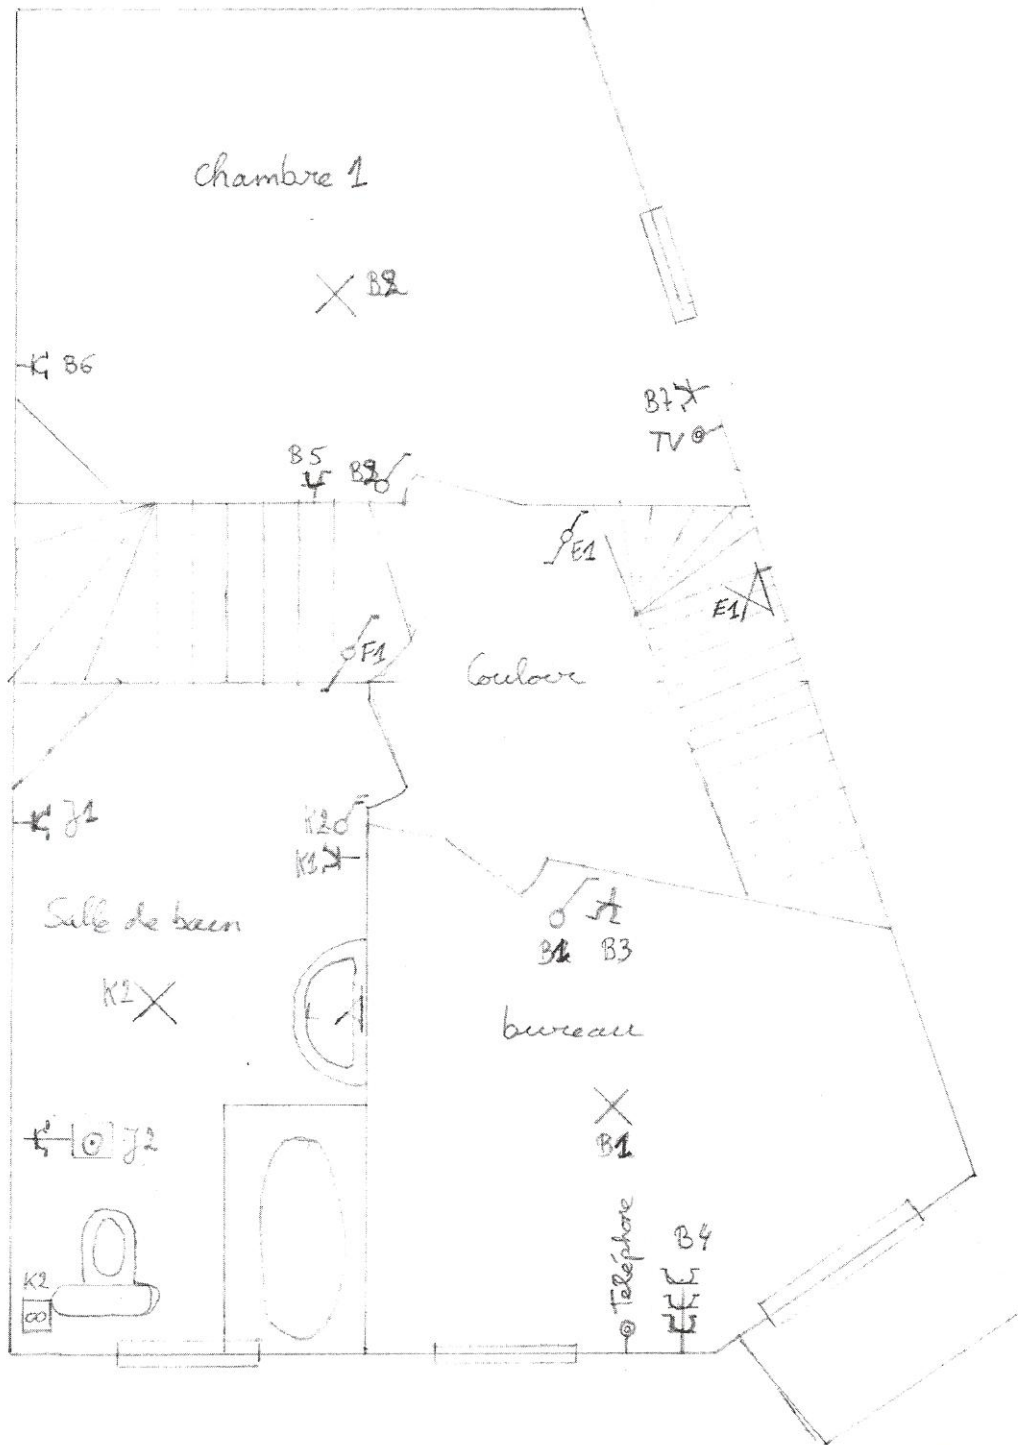 Chambre 1
B2
B6
B7
TV
B5
B2
E1
E1
F1
Couloir
J1
K2
K1
Salle de bain
B1 B3
K2
bureau
J2
B1
Téléphone
B4
K2
8